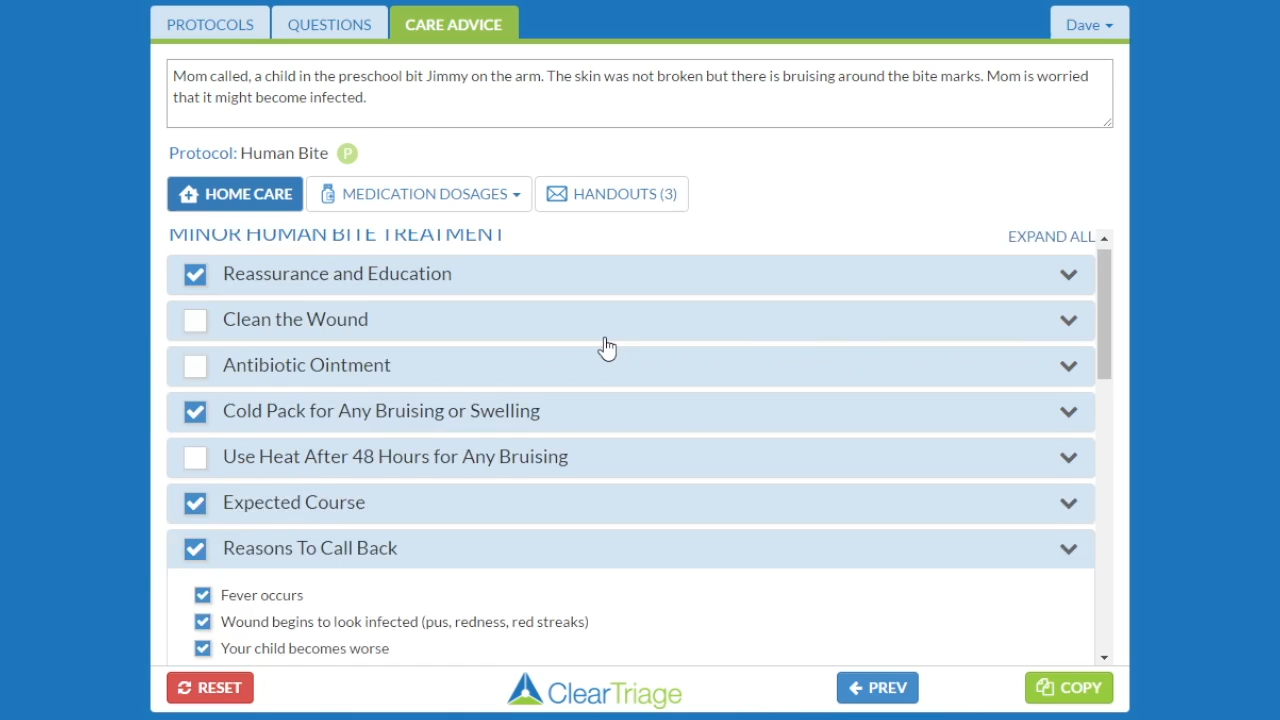 PROTOCOLS QUESTIONS CARE ADVICE Dave
Mom called, a child in the preschool bit Jimmy on the arm. The skin was not broken but there is bruising around the bite marks. Mom is worried
that it might become infected.
Protocol: Human Bite P
HOME CARE MEDICATION DOSAGES HANDOUTS (3)
MINOR HUMAN BITE TREATMENT EXPAND ALL
Reassurance and Education
Clean the Wound
Antibiotic Ointment
Cold Pack for Any Bruising or Swelling
Use Heat After 48 Hours for Any Bruising
Expected Course
Reasons To Call Back
Fever occurs
Wound begins to look infected (pus, redness, red streaks)
Your child becomes worse
RESET ClearTriage PREV COPY